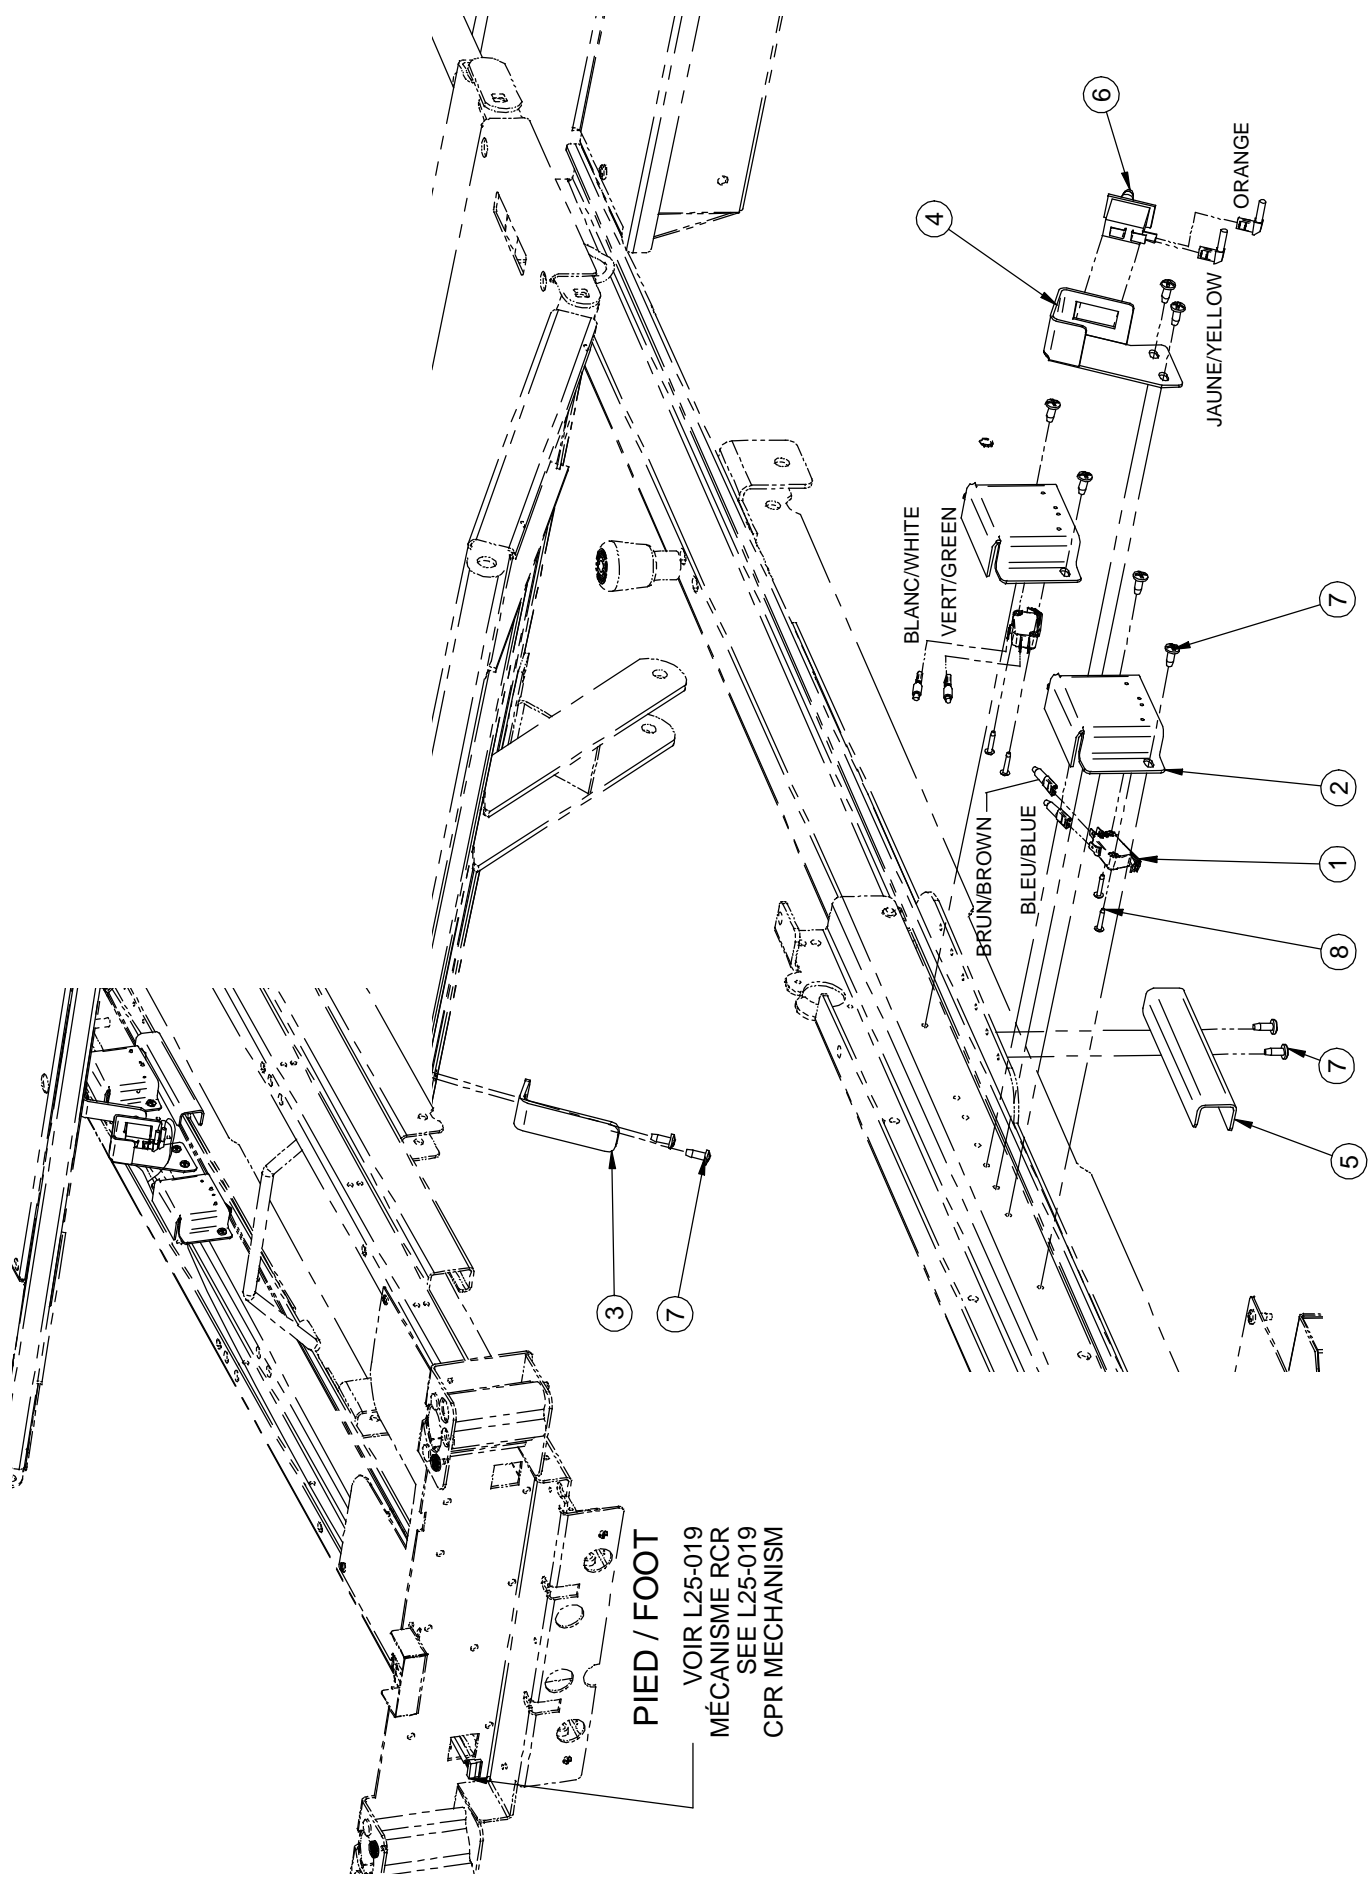 PIED / FOOT
VOIR L25-019
MÉCANISME RCR
SEE L25-019
CPR MECHANISM
3
7
BLANC/WHITE
VERT/GREEN
BRUN/BROWN
BLEU/BLUE
JAUNE/YELLOW
ORANGE
4
6
5
7
8
1
2
7